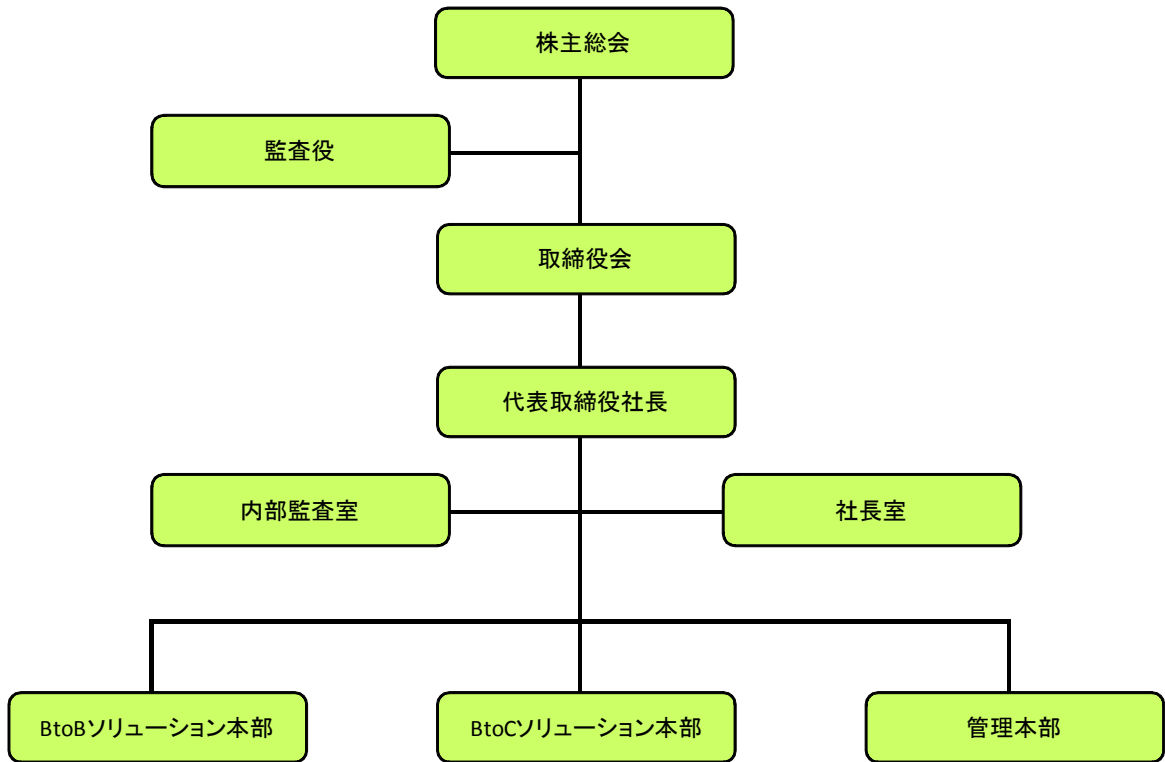 株主総会
監査役
取締役会
代表取締役社長
内部監査室
社長室
BtoBソリューション本部
BtoCソリューション本部
管理本部